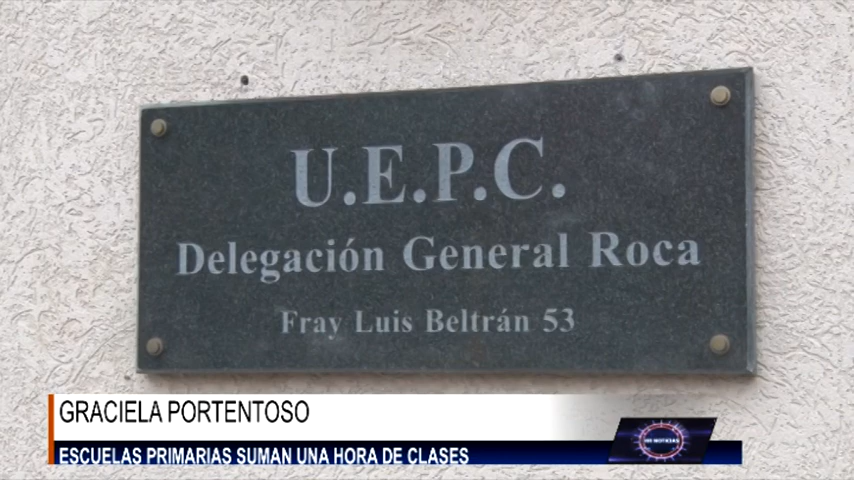 U.E.P.C.
Delegación General Roca
Fray Luis Beltrán 53
GRACIELA PORTENTOSO
ESCUELAS PRIMARIAS SUMAN UNA HORA DE CLASES